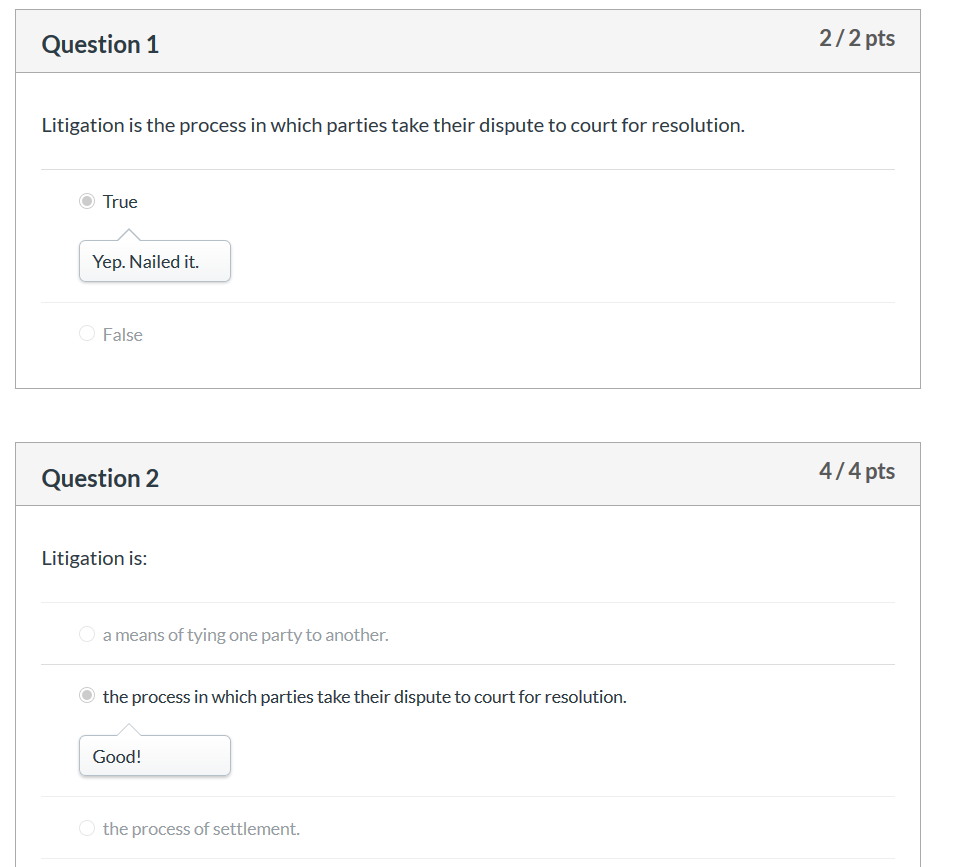 Question 1
2 / 2 pts
Litigation is the process in which parties take their dispute to court for resolution.
True
Yep. Nailed it.
False
Question 2
4 / 4 pts
Litigation is:
a means of tying one party to another.
the process in which parties take their dispute to court for resolution.
Good!
the process of settlement.